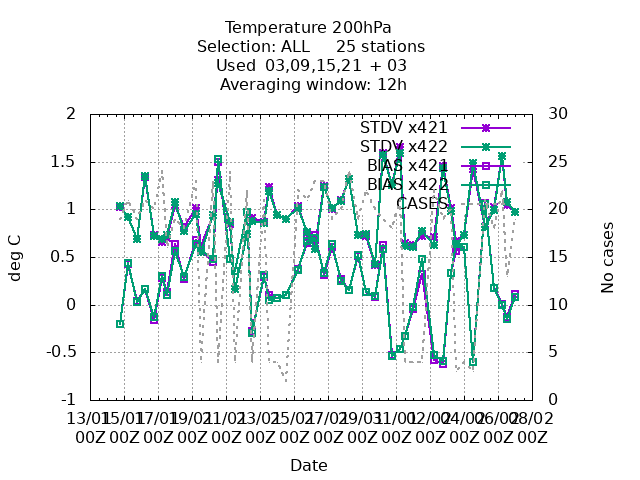 Temperature 200hPa
Selection: ALL 25 stations
Used 03,09,15,21 + 03
Averaging window: 12h
2
1.5
1
0.5
0
-0.5
-1
30
25
20
15
10
5
0
deg C
No cases
STDV x421
STDV x422
BIAS x421
BIAS x422
CASES
13/01 15/01 17/01 19/01 21/01 23/01 25/01 27/01 29/01 31/01 02/02 24/02 26/02 28/02
00Z 00Z 00Z 00Z 00Z 00Z 00Z 00Z 00Z 00Z 00Z 00Z 00Z 00Z
Date